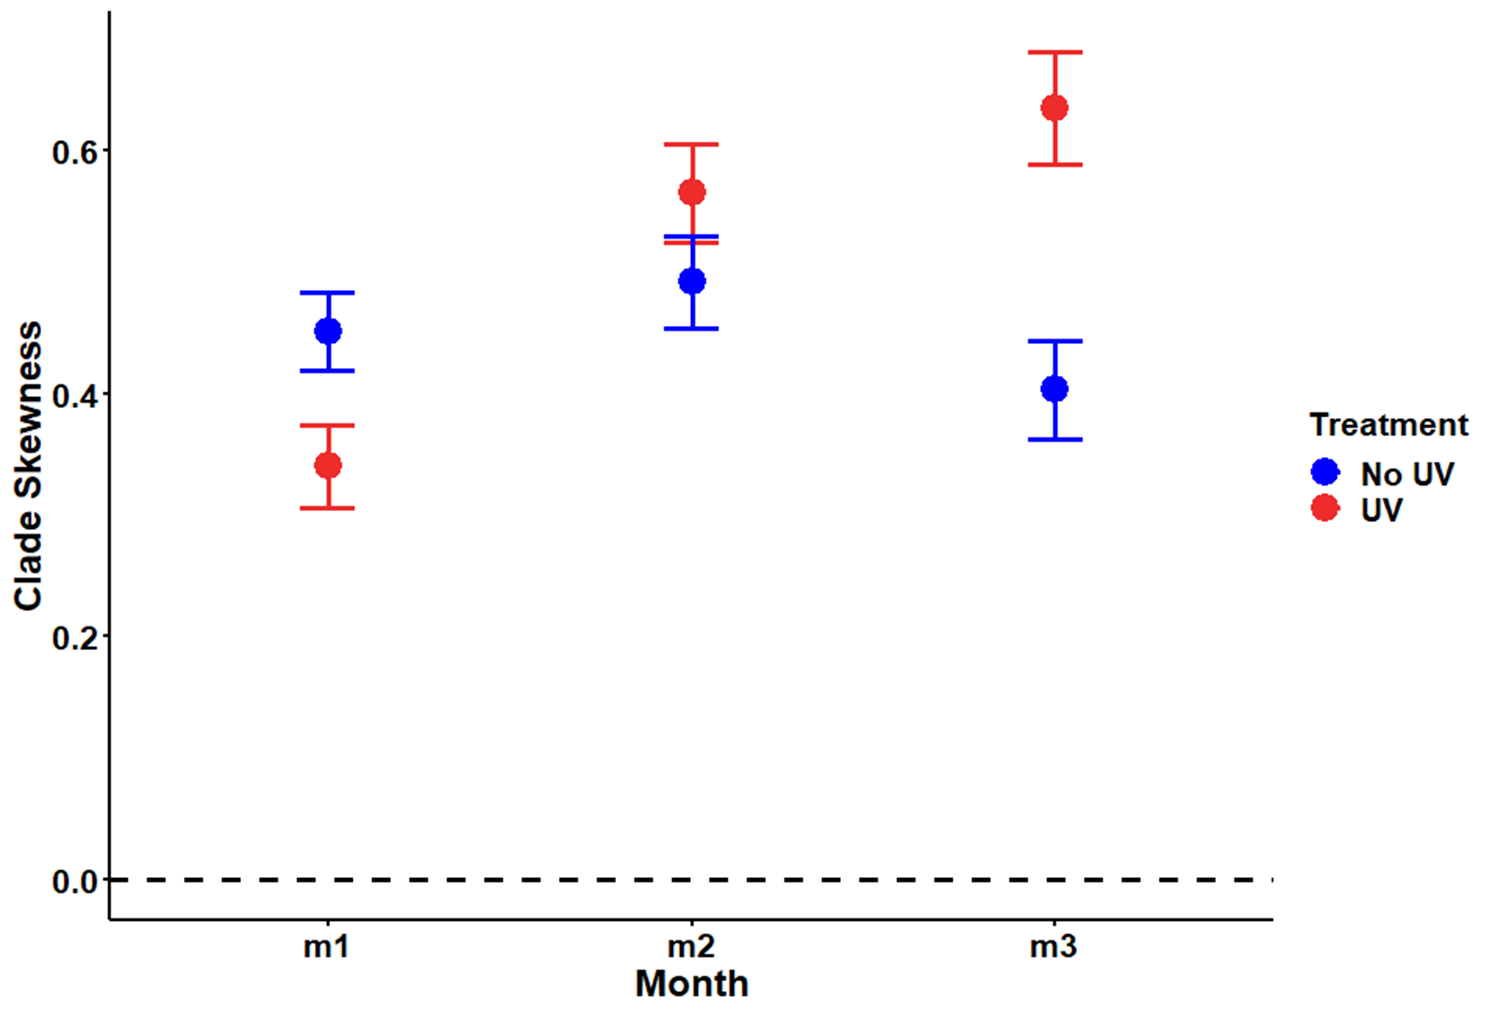 Clade Skewness
0.6
0.4
0.2
0.0
m1 m2 m3
Month
Treatment
No UV
UV